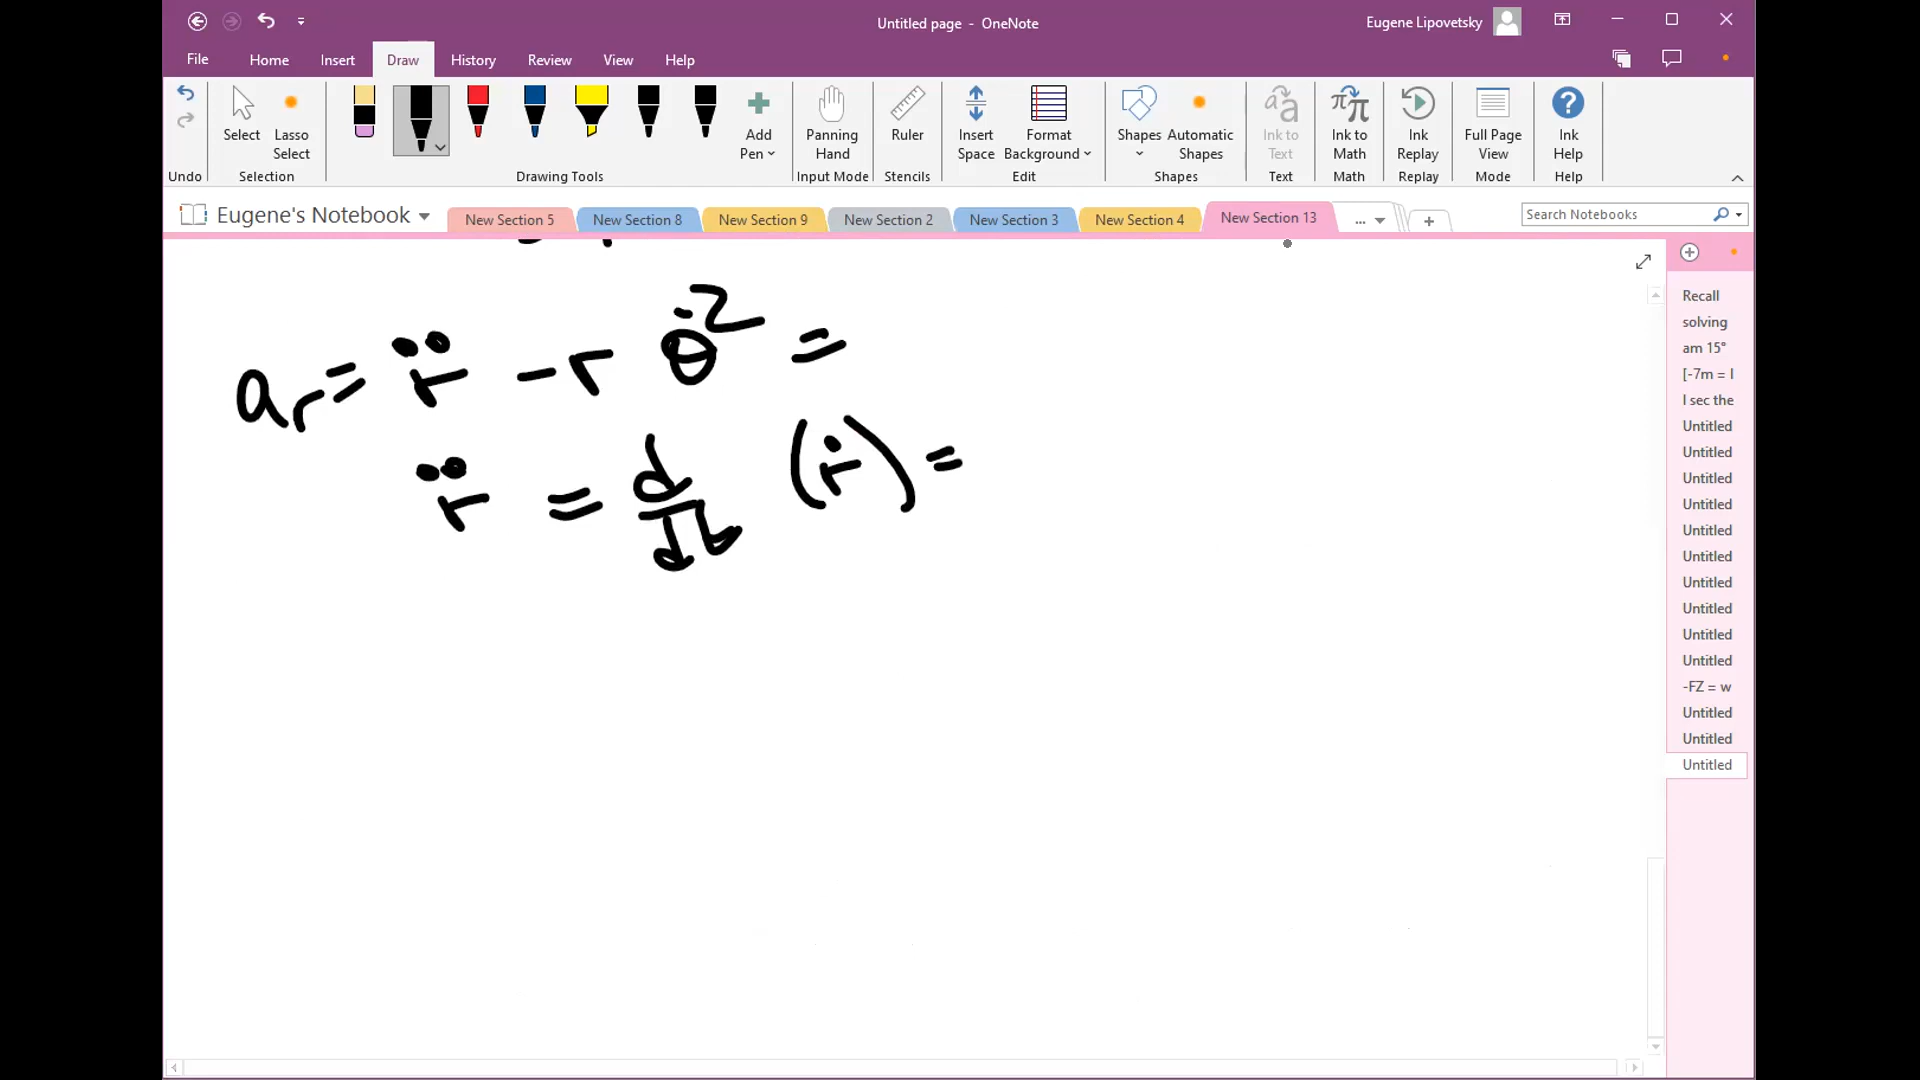 Untitled page - OneNote
Eugene Lipovetsky
File Home Insert Draw History Review View Help
Select
Lasso Select
Add Pen
Panning Hand
Ruler
Insert Space
Format Background
Shapes
Automatic Shapes
Ink to Text
Ink to Math
Ink Replay
Full Page View
Ink Help
Undo Selection Drawing Tools Input Mode Stencils Edit Shapes Text Math Replay Mode Help
Eugene's Notebook
New Section 5 New Section 8 New Section 9 New Section 2 New Section 3 New Section 4 New Section 13 ...
Search Notebooks
a_r = r̈ - r θ̇² =
r̈ = d/dt (ṙ) =
Recall
solving
am 15°
[-7m = l
I sec the
Untitled
Untitled
Untitled
Untitled
Untitled
Untitled
Untitled
Untitled
Untitled
Untitled
-FZ = w
Untitled
Untitled
Untitled